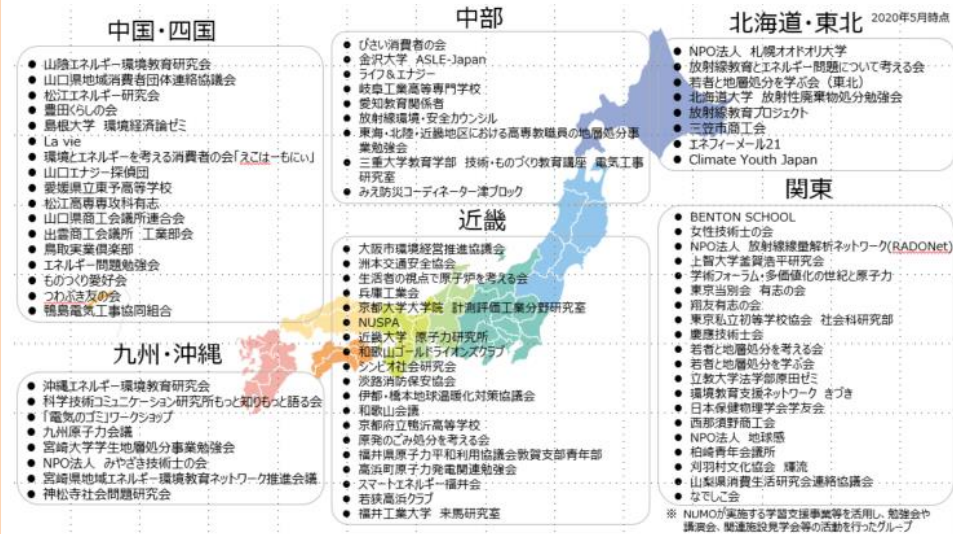 2020年5月時点
中国・四国
山陰エネルギー環境教育研究会
山口県地域消費者団体連絡協議会
松江エネルギー研究会
豊田くらしの会
島根大学 環境経済論ゼミ
La vie
環境とエネルギーを考える消費者の会「えこはーもにぃ」
山口エナジー探偵団
愛媛県立東予高等学校
松江高専専攻科有志
山口県商工会議所連合会
出雲商工会議所 工業部会
鳥取実業倶楽部
エネルギー問題勉強会
ものつくり愛好会
つわぶき友の会
鴨島電気工事協同組合
九州・沖縄
沖縄エネルギー環境教育研究会
科学技術コミュニケーション研究所もっと知りもっと語る会
「電気のゴミ」ワークショップ
九州原子力会議
宮崎大学学生地層処分事業勉強会
NPO法人 みやざき技術士の会
宮崎県地域エネルギー環境教育ネットワーク推進会議
神松寺社会問題研究会
中部
びさい消費者の会
金沢大学 ASLE-Japan
ライフ＆エナジー
岐阜工業高等専門学校
愛知教育関係者
放射線環境・安全カウンシル
東海・北陸・近畿地区における高専教職員の地層処分事
業勉強会
三重大学教育学部 技術・ものづくり教育講座 電気工事
研究室
みえ防災コーディネーター津ブロック
近畿
大阪市環境経営推進協議会
洲本交通安全協会
生活者の視点で原子炉を考える会
兵庫工業会
京都大学大学院 計測評価工業分野研究室
NUSPA
近畿大学 原子力研究所
和歌山ゴールドライオンズクラブ
シンビオ社会研究会
淡路消防保安協会
伊都・橋本地球温暖化対策協議会
和歌山会議
京都府立鴨沂高等学校
原発のごみ処分を考える会
福井県原子力平和利用協議会敦賀支部青年部
高浜町原子力発電関連勉強会
スマートエネルギー福井会
若狭高浜クラブ
福井工業大学 来馬研究室
北海道・東北
NPO法人 札幌オオドオリ大学
放射線教育とエネルギー問題について考える会
若者と地層処分を学ぶ会（東北）
北海道大学 放射性廃棄物処分勉強会
放射線教育プロジェクト
三笠市商工会
エネフィーメール21
Climate Youth Japan
関東
BENTON SCHOOL
女性技術士の会
NPO法人 放射線線量解析ネットワーク(RADONet)
上智大学釜賀浩平研究会
学術フォーラム・多価値化の世紀と原子力
東京当別会 有志の会
翔友有志の会
東京私立初等学校協会 社会科研究部
慶應技術士会
若者と地層処分を考える会
若者と地層処分を学ぶ会
立教大学法学部原田ゼミ
環境教育支援ネットワーク きづき
日本保健物理学会学友会
西那須野商工会
NPO法人 地球感
柏崎青年会議所
刈羽村文化協会 輝流
山梨県消費生活研究会連絡協議会
なでしこ会
※ NUMOが実施する学習支援事業等を活用し、勉強会や
講演会、関連施設見学会等の活動を行ったグループ